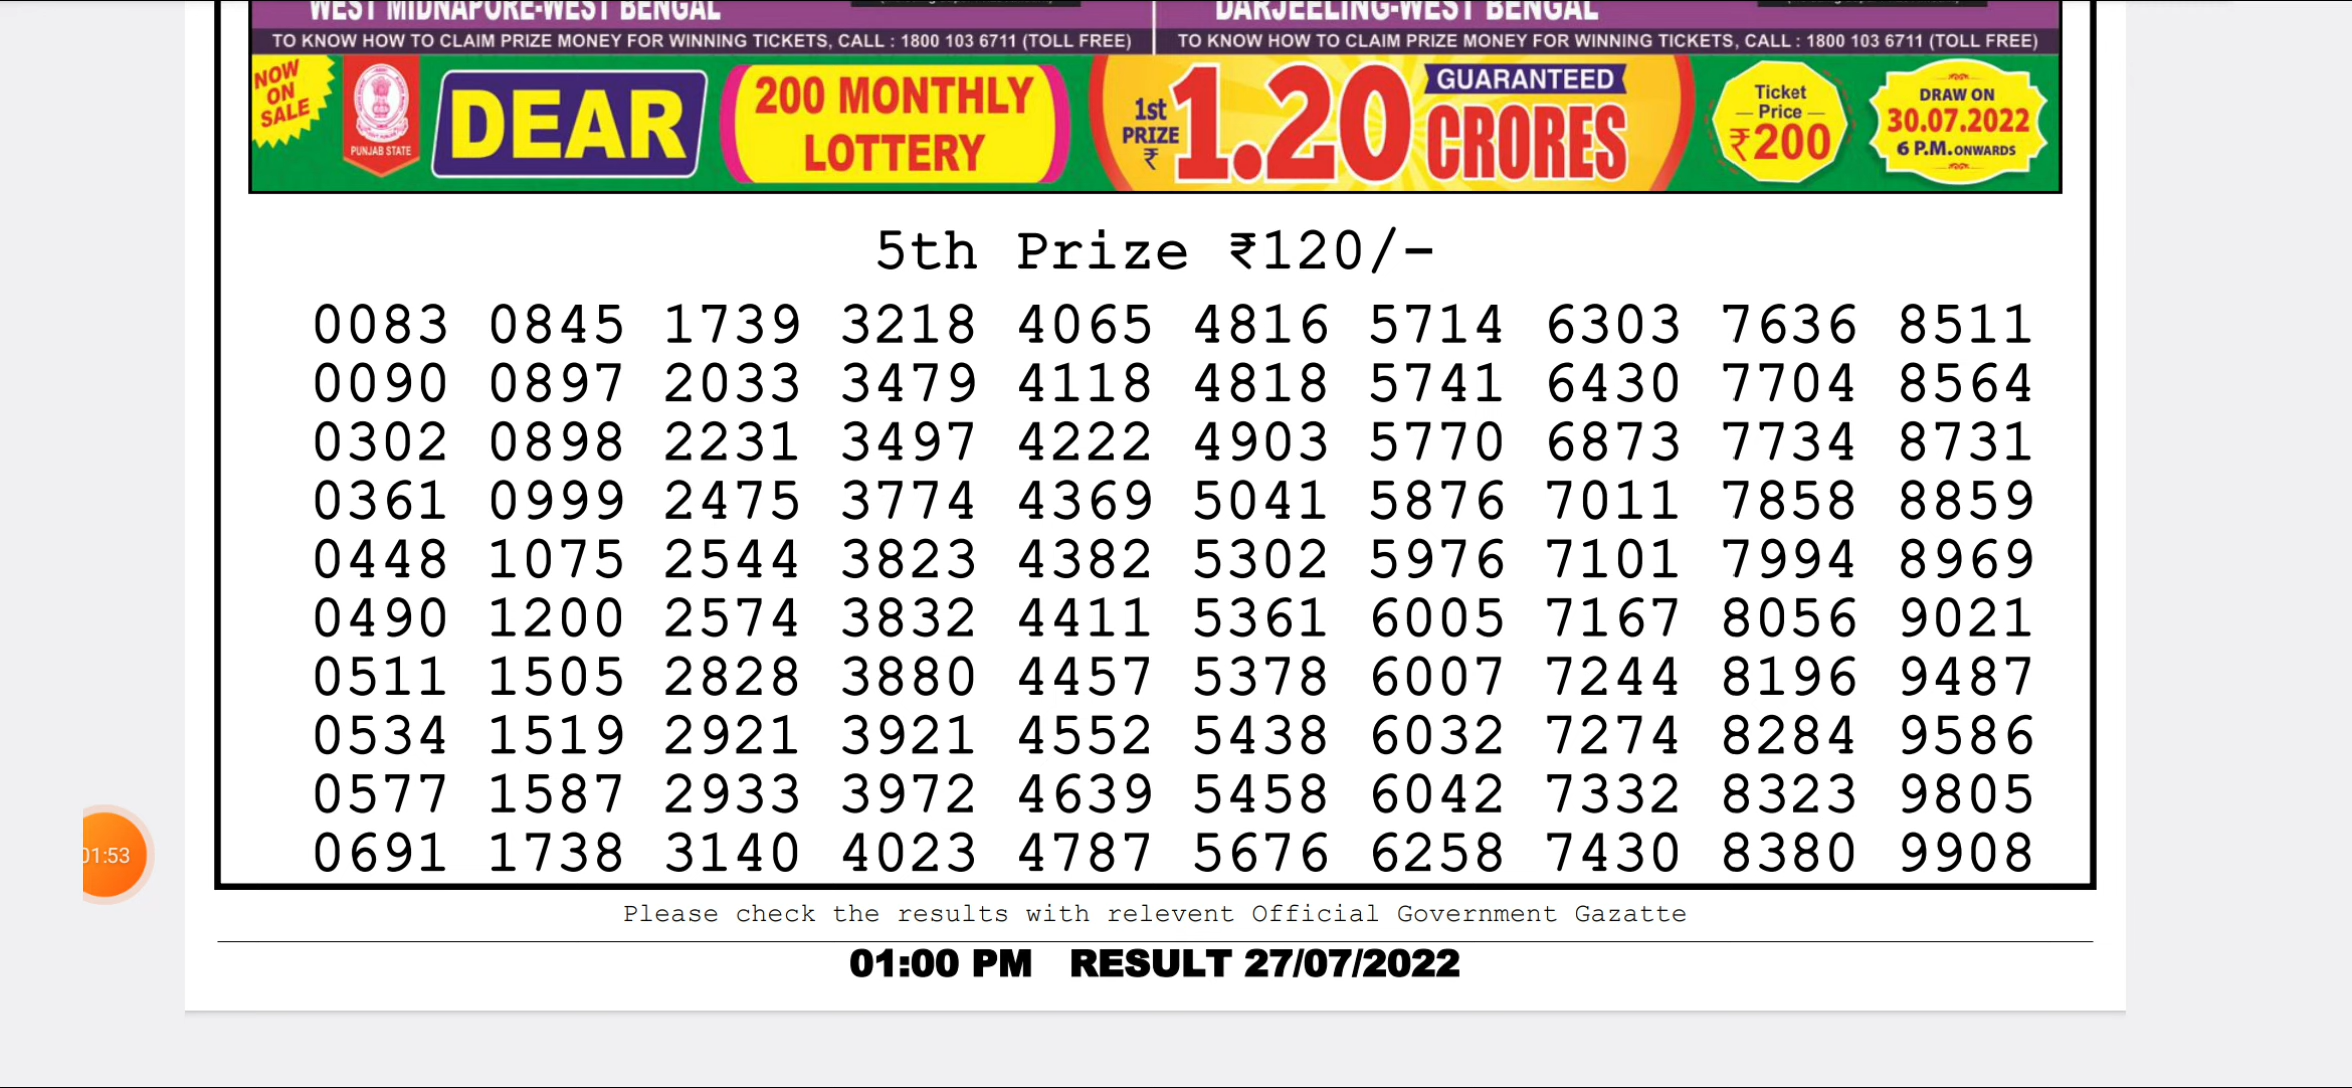 WEST MIDNAPORE-WEST BENGAL
DARJEELING-WEST BENGAL
TO KNOW HOW TO CLAIM PRIZE MONEY FOR WINNING TICKETS, CALL : 1800 103 6711 (TOLL FREE)
TO KNOW HOW TO CLAIM PRIZE MONEY FOR WINNING TICKETS, CALL : 1800 103 6711 (TOLL FREE)
NOW
ON
SALE
PUNJAB STATE
DEAR
200 MONTHLY
LOTTERY
1st
PRIZE
₹
1.20
GUARANTEED
CRORES
Ticket
Price
₹200
DRAW ON
30.07.2022
6 P.M. ONWARDS
5th Prize ₹120/-
0083 0845 1739 3218 4065 4816 5714 6303 7636 8511
0090 0897 2033 3479 4118 4818 5741 6430 7704 8564
0302 0898 2231 3497 4222 4903 5770 6873 7734 8731
0361 0999 2475 3774 4369 5041 5876 7011 7858 8859
0448 1075 2544 3823 4382 5302 5976 7101 7994 8969
0490 1200 2574 3832 4411 5361 6005 7167 8056 9021
0511 1505 2828 3880 4457 5378 6007 7244 8196 9487
0534 1519 2921 3921 4552 5438 6032 7274 8284 9586
0577 1587 2933 3972 4639 5458 6042 7332 8323 9805
0691 1738 3140 4023 4787 5676 6258 7430 8380 9908
01:53
Please check the results with relevent Official Government Gazatte
01:00 PM RESULT 27/07/2022